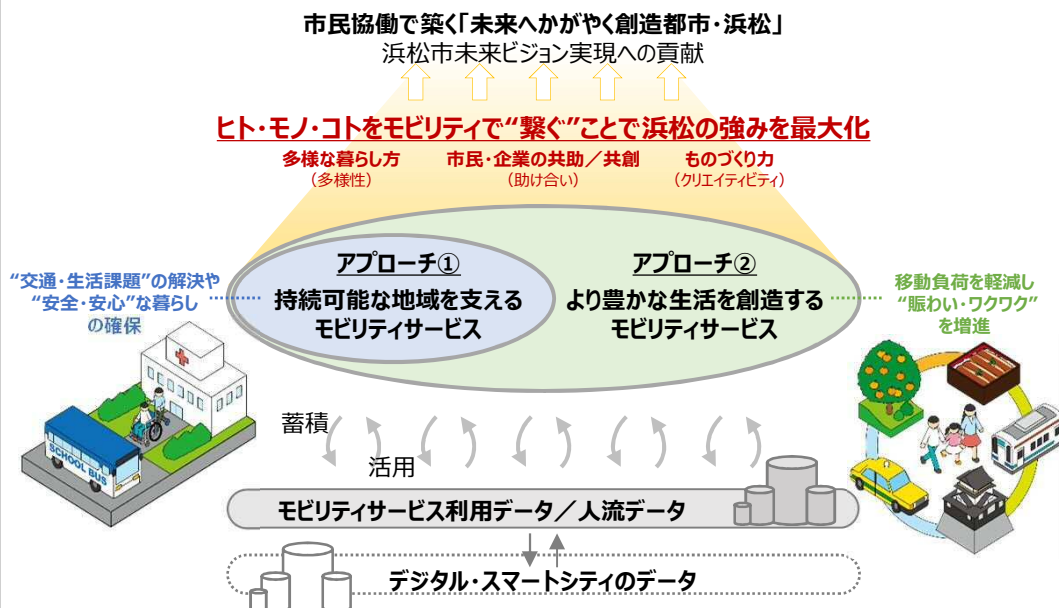 市民協働で築く「未来へかがやく創造都市・浜松」
浜松市未来ビジョン実現への貢献
ヒト・モノ・コトをモビリティで“繋ぐ”ことで浜松の強みを最大化
多様な暮らし方
（多様性）
市民・企業の共助／共創
（助け合い）
ものづくり力
（クリエイティビティ）
“交通・生活課題”の解決や
“安全・安心”な暮らし
の確保
アプローチ①
持続可能な地域を支える
モビリティサービス
アプローチ②
より豊かな生活を創造する
モビリティサービス
移動負荷を軽減し
“賑わい・ワクワク”
を増進
SCHOOL BUS
蓄積
活用
モビリティサービス利用データ／人流データ
デジタル・スマートシティのデータ